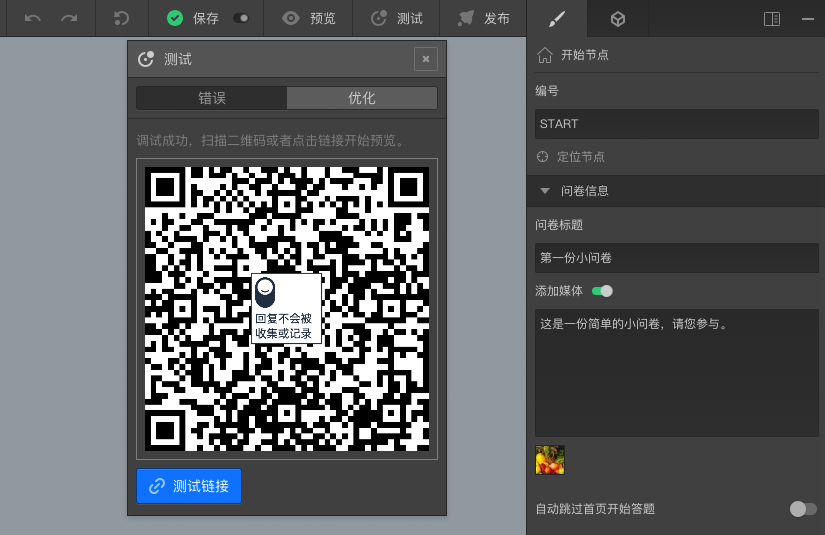 保存
预览
测试
发布
测试
错误
优化
调试成功，扫描二维码或者点击链接开始预览。
回复不会被
收集或记录
测试链接
开始节点
编号
START
定位节点
问卷信息
问卷标题
第一份小问卷
添加媒体
这是一份简单的小问卷，请您参与。
自动跳过首页开始答题